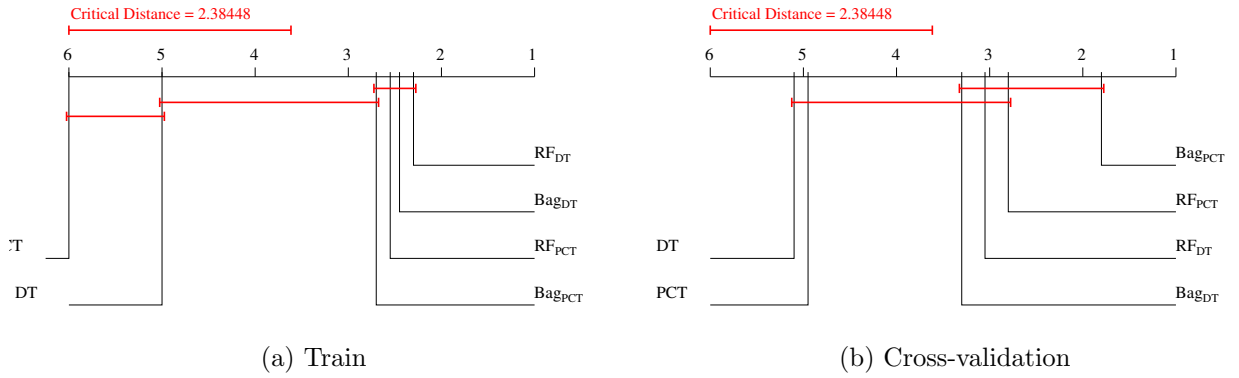 Critical Distance = 2.38448
6 5 4 3 2 1
RF_DT
Bag_DT
RF_PCT
Bag_PCT
CT
DT
(a) Train
Critical Distance = 2.38448
6 5 4 3 2 1
Bag_PCT
RF_PCT
RF_DT
Bag_DT
DT
PCT
(b) Cross-validation